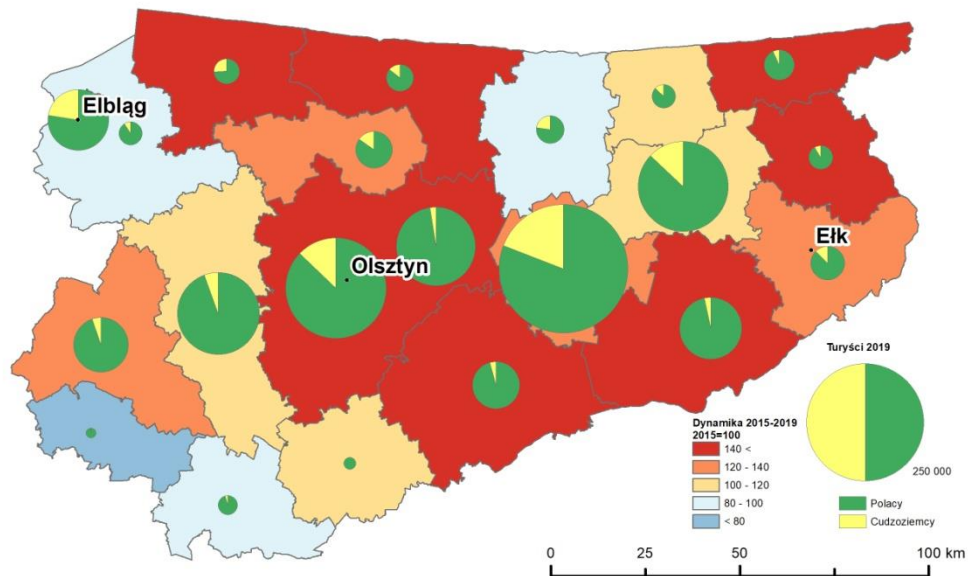 Elbląg
Olsztyn
Ełk
Turyści 2019
250 000
Polacy
Cudzoziemcy
Dynamika 2015-2019
2015=100
140 <
120 - 140
100 - 120
80 - 100
< 80
0 25 50 100 km